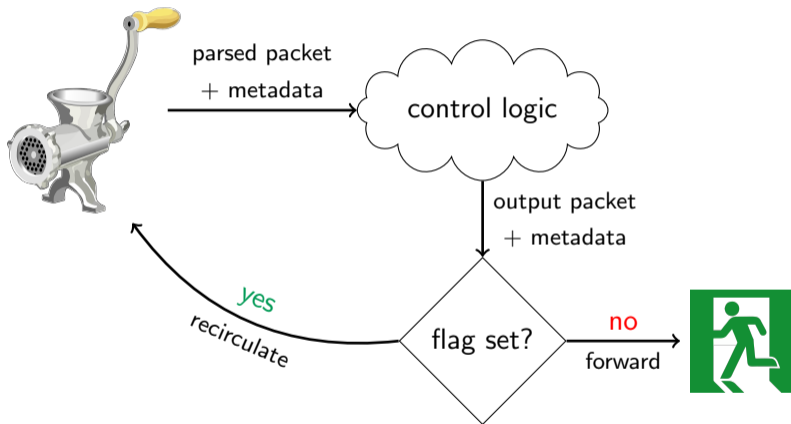 parsed packet
+ metadata
control logic
output packet
+ metadata
yes
recirculate
flag set?
no
forward